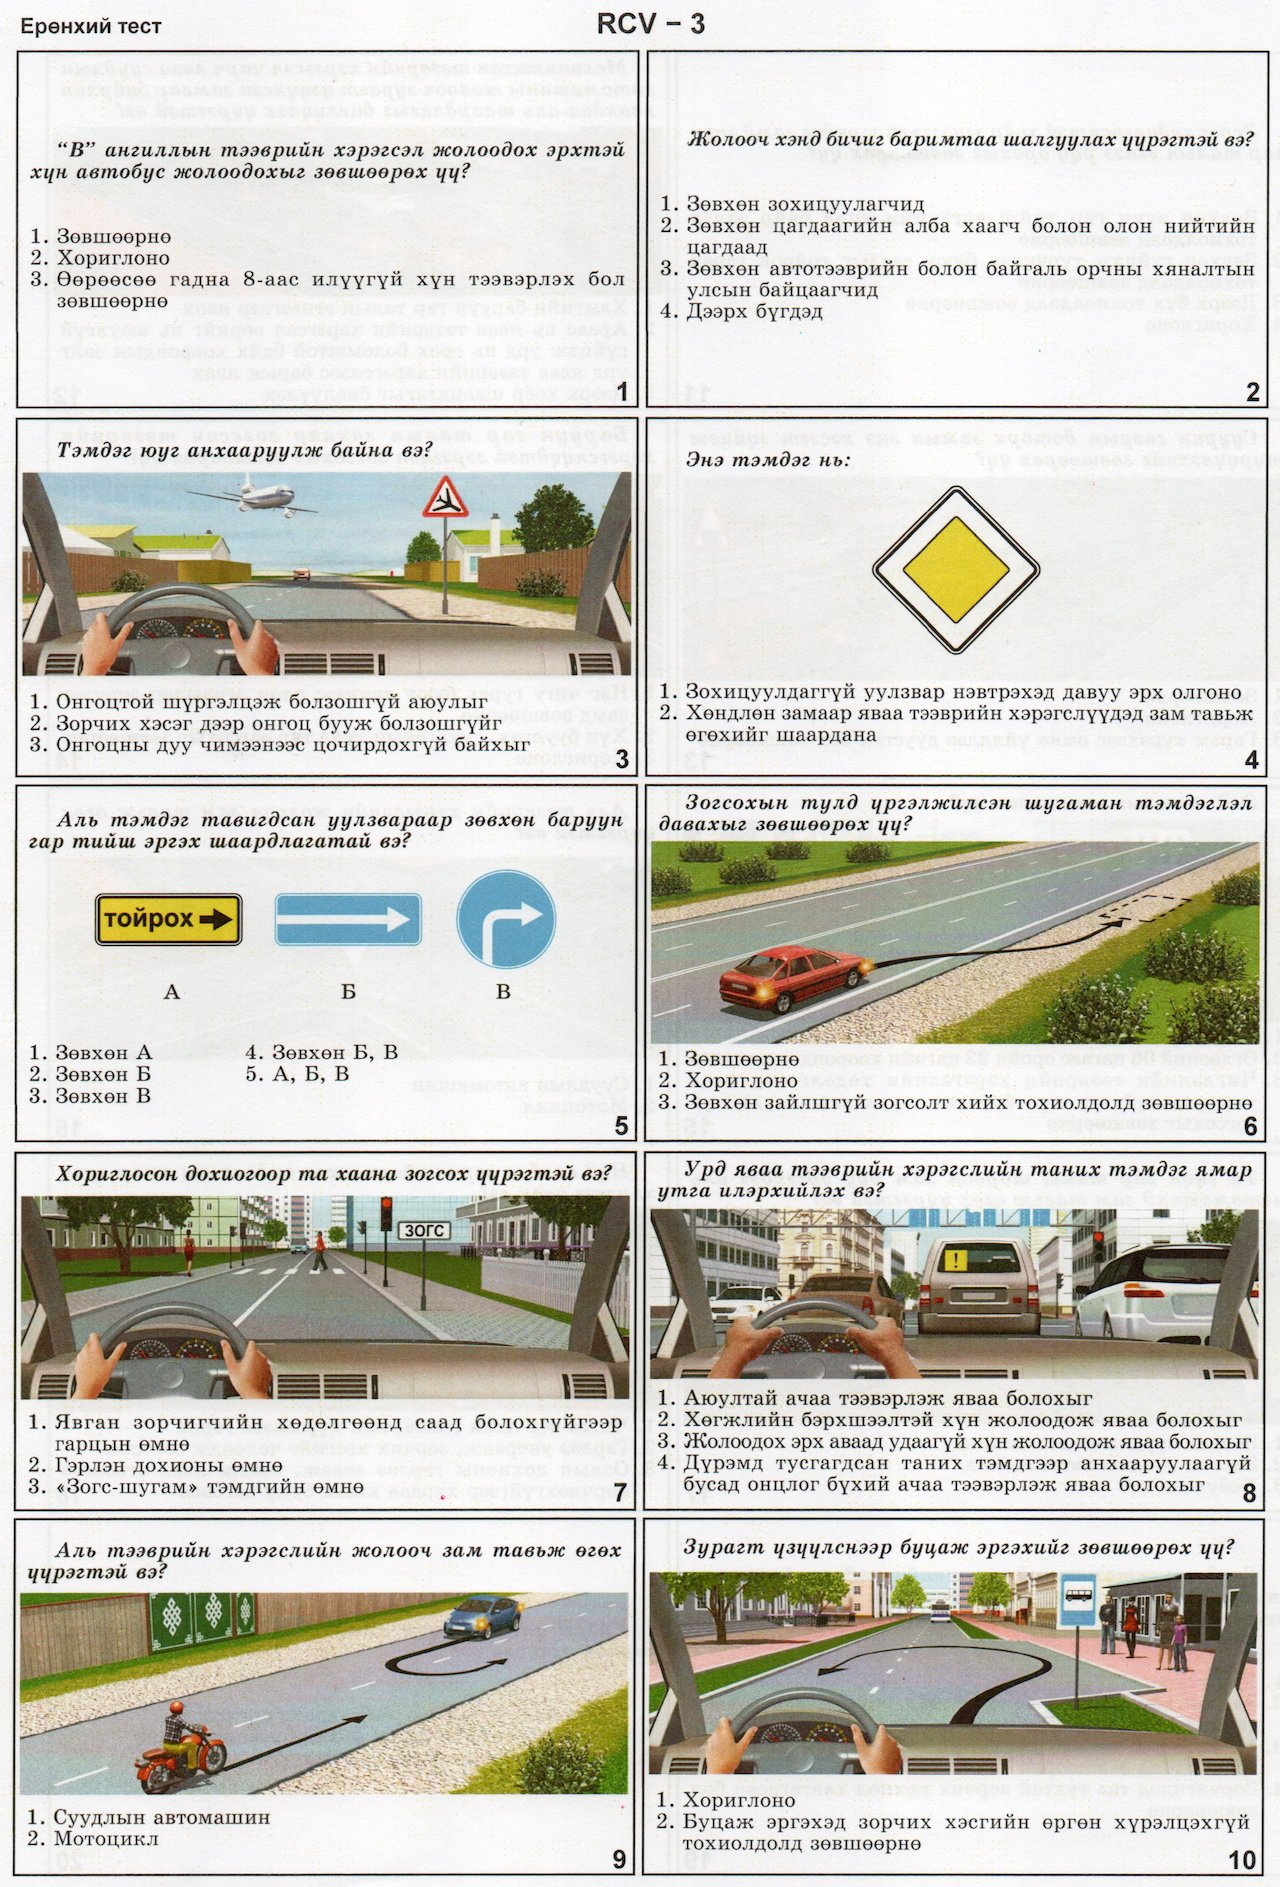 Ерөнхий тест
RCV – 3
“В” ангиллын тээврийн хэрэгсэл жолоодох эрхтэй
хүн автобус жолоодохыг зөвшөөрөх үү?
1. Зөвшөөрнө
2. Хориглоно
3. Өөрөөсөө гадна 8-аас илүүгүй хүн тээвэрлэх бол
зөвшөөрнө
1
Жолооч хэнд бичиг баримтаа шалгуулах үүрэгтэй вэ?
1. Зөвхөн зохицуулагчид
2. Зөвхөн цагдаагийн алба хаагч болон олон нийтийн
цагдаад
3. Зөвхөн автотээврийн болон байгаль орчны хяналтын
улсын байцаагчид
4. Дээрх бүгдэд
2
Тэмдэг юуг анхааруулж байна вэ?
1. Онгоцтой шүргэлцэж болзошгүй аюулыг
2. Зорчих хэсэг дээр онгоц бууж болзошгүйг
3. Онгоцны дуу чимээнээс цочирдохгүй байхыг
3
Энэ тэмдэг нь:
1. Зохицуулдаггүй уулзвар нэвтрэхэд давуу эрх олгоно
2. Хөндлөн замаар яваа тээврийн хэрэгслүүдэд зам тавьж
өгөхийг шаардана
4
Аль тэмдэг тавигдсан уулзвараар зөвхөн баруун
гар тийш эргэх шаардлагатай вэ?
ТОЙРОХ
А Б В
1. Зөвхөн А 4. Зөвхөн Б, В
2. Зөвхөн Б 5. А, Б, В
3. Зөвхөн В
5
Зогсохын тулд үргэлжилсэн шугаман тэмдэглэл
давахыг зөвшөөрөх үү?
1. Зөвшөөрнө
2. Хориглоно
3. Зөвхөн зайлшгүй зогсолт хийх тохиолдолд зөвшөөрнө
6
Хориглосон дохиогоор та хаана зогсох үүрэгтэй вэ?
ЗОГС
1. Явган зорчигчийн хөдөлгөөнд саад болохгүйгээр
гарцын өмнө
2. Гэрлэн дохионы өмнө
3. «Зогс-шугам» тэмдгийн өмнө
7
Урд яваа тээврийн хэрэгслийн таних тэмдэг ямар
утга илэрхийлэх вэ?
!
1. Аюултай ачаа тээвэрлэж яваа болохыг
2. Хөгжлийн бэрхшээлтэй хүн жолоодож яваа болохыг
3. Жолоодох эрх аваад удаагүй хүн жолоодож яваа болохыг
4. Дүрэмд тусгагдсан таних тэмдгээр анхааруулаагүй
бусад онцлог бүхий ачаа тээвэрлэж яваа болохыг
8
Аль тээврийн хэрэгслийн жолооч зам тавьж өгөх
үүрэгтэй вэ?
1. Суудлын автомашин
2. Мотоцикл
9
Зурагт үзүүлснээр буцаж эргэхийг зөвшөөрөх үү?
1. Хориглоно
2. Буцаж эргэхэд зорчих хэсгийн өргөн хүрэлцэхгүй
тохиолдолд зөвшөөрнө
10